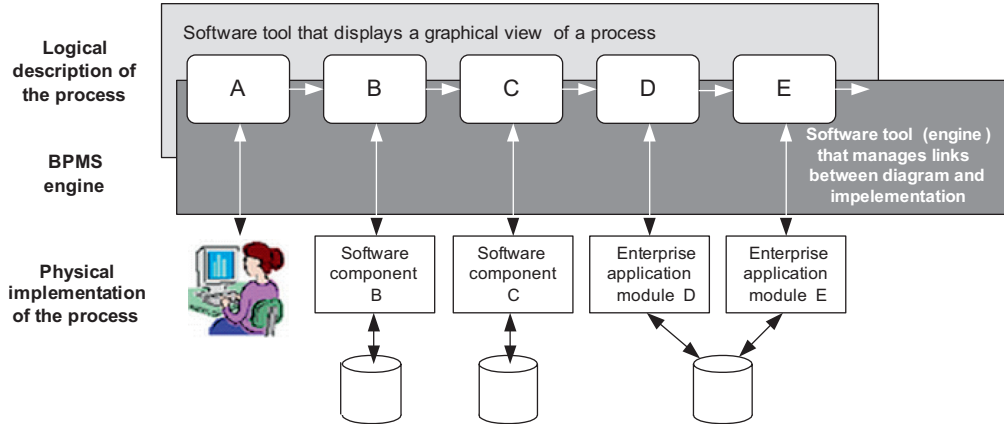 Logical
description of
the process
Software tool that displays a graphical view of a process
A
B
C
D
E
BPMS
engine
Software tool (engine)
that manages links
between diagram and
impelementation
Physical
implementation
of the process
Software
component
B
Software
component
C
Enterprise
application
module D
Enterprise
application
module E